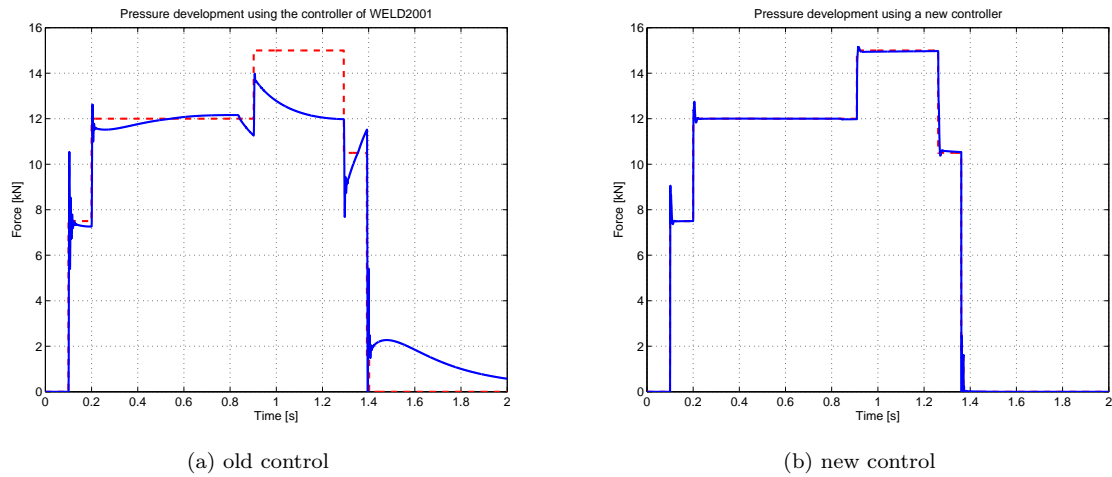 Pressure development using the controller of WELD2001
16
14
12
10
8
6
4
2
0
Force [kN]
0 0.2 0.4 0.6 0.8 1 1.2 1.4 1.6 1.8 2
Time [s]
(a) old control
Pressure development using a new controller
16
14
12
10
8
6
4
2
0
Force [kN]
0 0.2 0.4 0.6 0.8 1 1.2 1.4 1.6 1.8 2
Time [s]
(b) new control